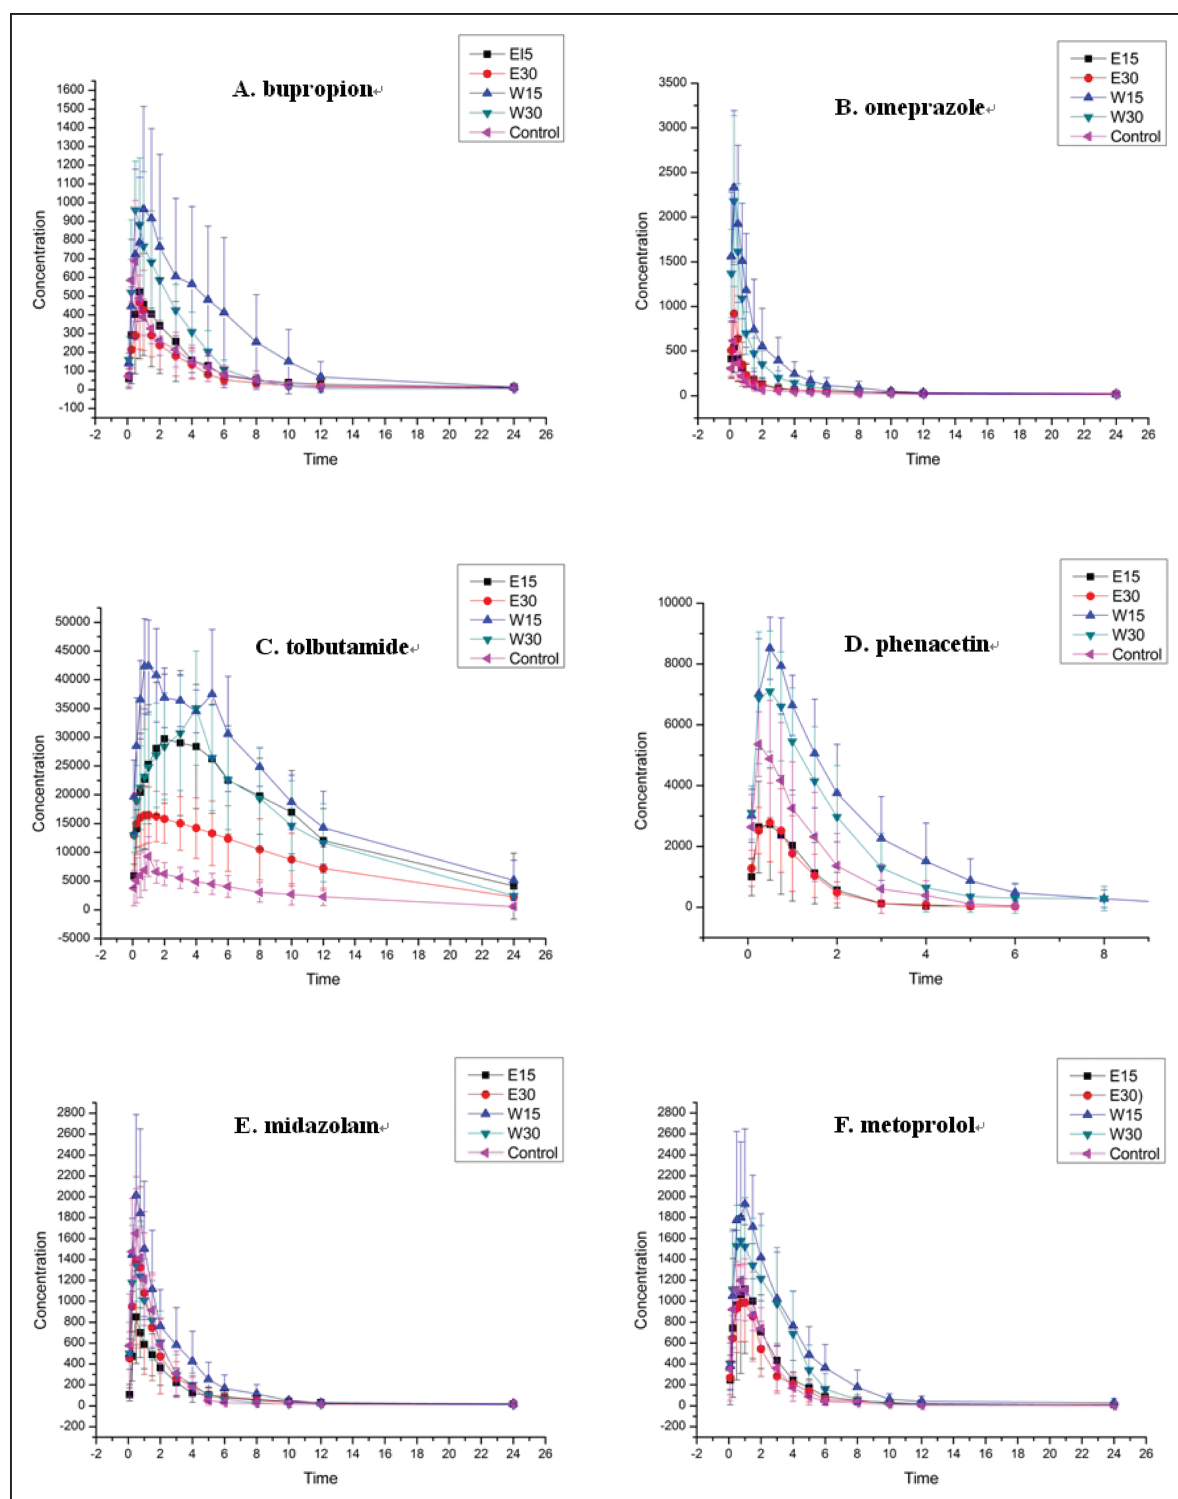 A. bupropion↵
EI5
E30
W15
W30
Control
1600
1500
1400
1300
1200
1100
1000
900
800
700
600
500
400
300
200
100
0
-100
Concentration
-2 0 2 4 6 8 10 12 14 16 18 20 22 24 26
Time
B. omeprazole↵
E15
E30
W15
W30
Control
3500
3000
2500
2000
1500
1000
500
0
Concentration
-2 0 2 4 6 8 10 12 14 16 18 20 22 24 26
Time
C. tolbutamide↵
E15
E30
W15
W30
Control
50000
45000
40000
35000
30000
25000
20000
15000
10000
5000
0
-5000
Concentration
-2 0 2 4 6 8 10 12 14 16 18 20 22 24 26
Time
D. phenacetin↵
E15
E30
W15
W30
Control
10000
8000
6000
4000
2000
0
Concentration
0 2 4 6 8
Time
E. midazolam↵
E15
E30
W15
W30
Control
2800
2600
2400
2200
2000
1800
1600
1400
1200
1000
800
600
400
200
0
-200
Concentration
-2 0 2 4 6 8 10 12 14 16 18 20 22 24 26
Time
F. metoprolol↵
E15
E30)
W15
W30
Control
2800
2600
2400
2200
2000
1800
1600
1400
1200
1000
800
600
400
200
0
-200
Concentration
-2 0 2 4 6 8 10 12 14 16 18 20 22 24 26
Time